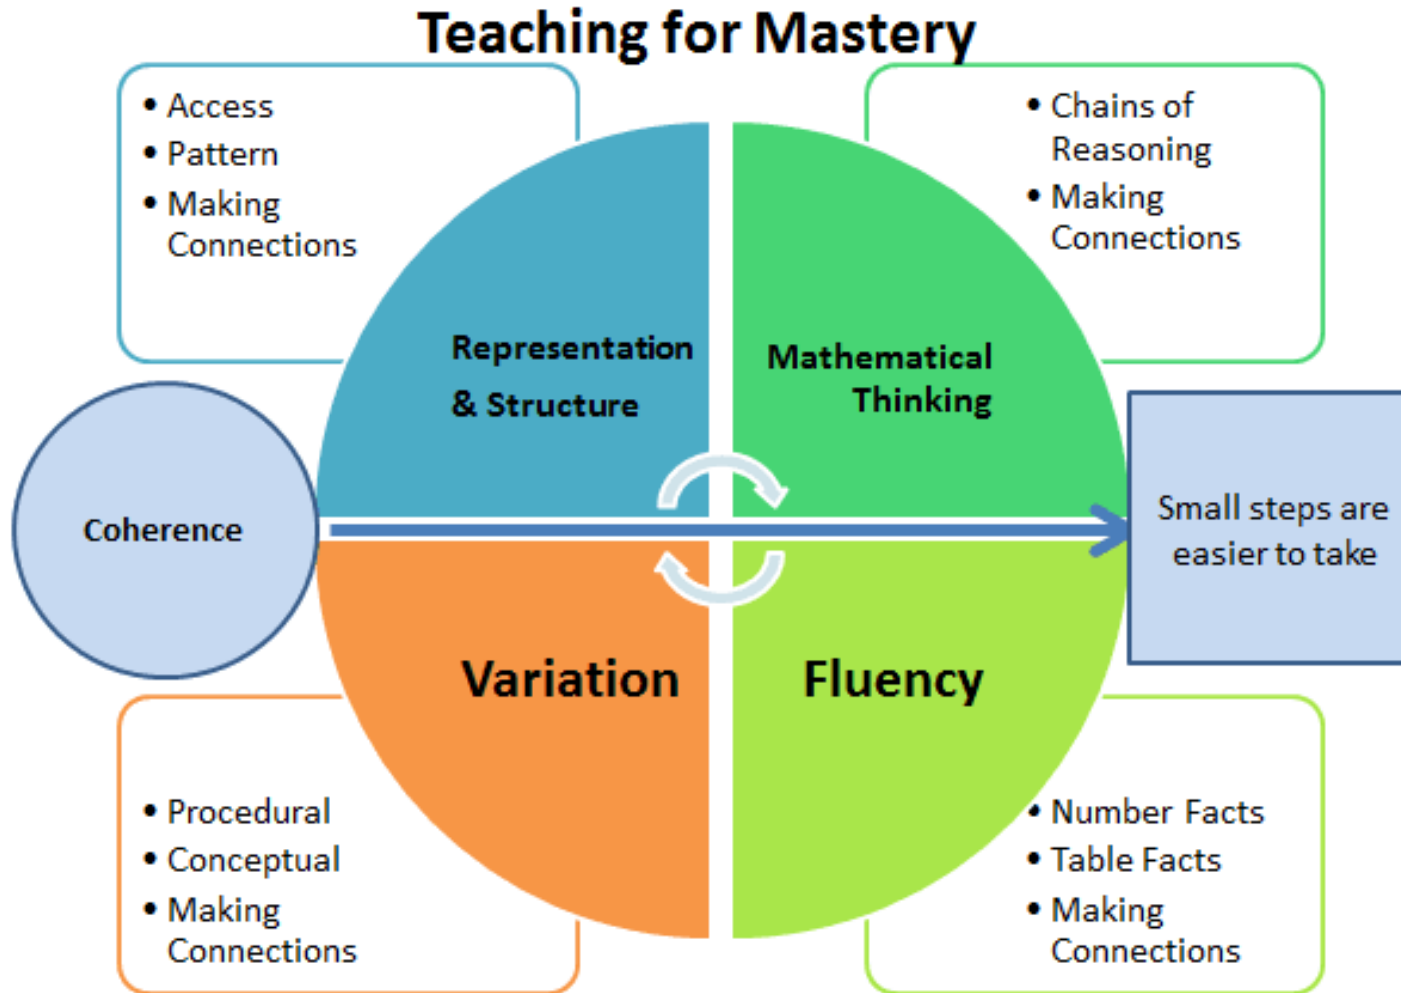 Teaching for Mastery
• Access
• Pattern
• Making
Connections
• Chains of
Reasoning
• Making
Connections
Representation
& Structure
Mathematical
Thinking
Coherence
Small steps are
easier to take
Variation
Fluency
• Procedural
• Conceptual
• Making
Connections
• Number Facts
• Table Facts
• Making
Connections